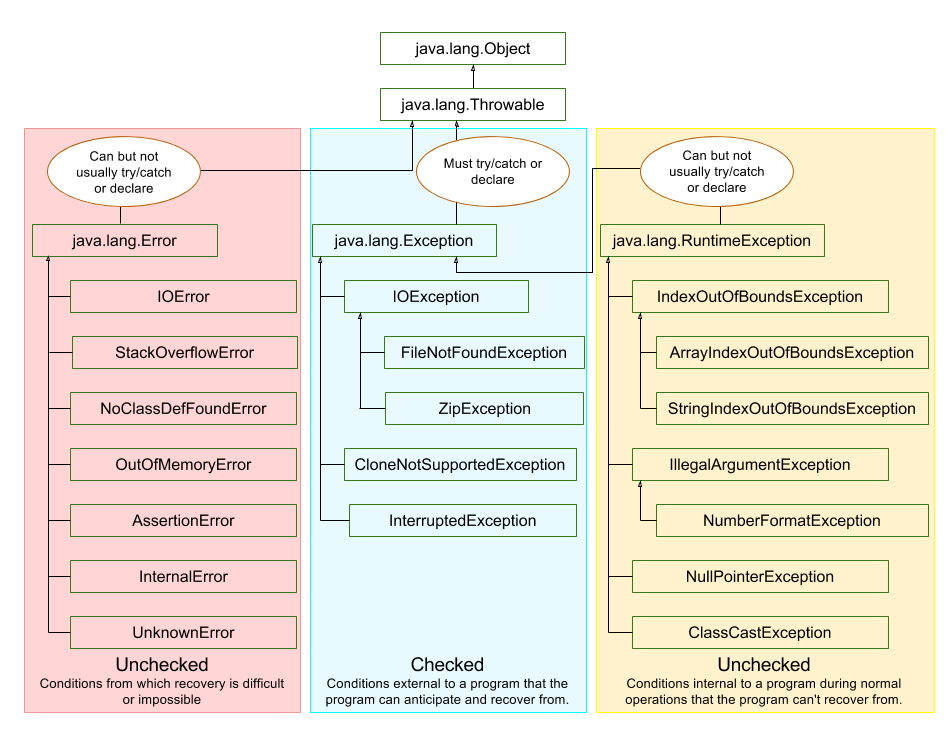 java.lang.Object
java.lang.Throwable
Can but not
usually try/catch
or declare
java.lang.Error
IOError
StackOverflowError
NoClassDefFoundError
OutOfMemoryError
AssertionError
InternalError
UnknownError
Unchecked
Conditions from which recovery is difficult
or impossible
Must try/catch or
declare
java.lang.Exception
IOException
FileNotFoundException
ZipException
CloneNotSupportedException
InterruptedException
Checked
Conditions external to a program that the
program can anticipate and recover from.
Can but not
usually try/catch
or declare
java.lang.RuntimeException
IndexOutOfBoundsException
ArrayIndexOutOfBoundsException
StringIndexOutOfBoundsException
IllegalArgumentException
NumberFormatException
NullPointerException
ClassCastException
Unchecked
Conditions internal to a program during normal
operations that the program can't recover from.